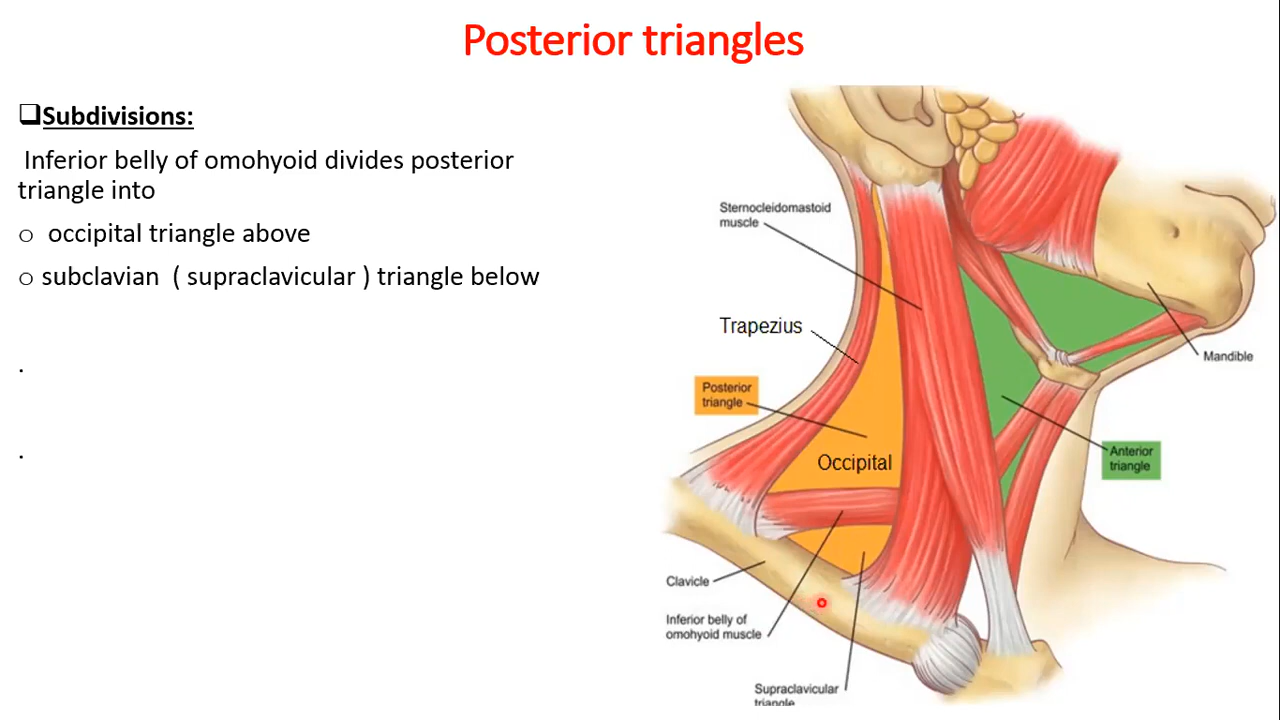 Posterior triangles
❑Subdivisions:
Inferior belly of omohyoid divides posterior
triangle into
o occipital triangle above
o subclavian ( supraclavicular ) triangle below
.
.
Sternocleidomastoid
muscle
Trapezius
Posterior
triangle
Occipital
Mandible
Anterior
triangle
Clavicle
Inferior belly of
omohyoid muscle
Supraclavicular
triangle